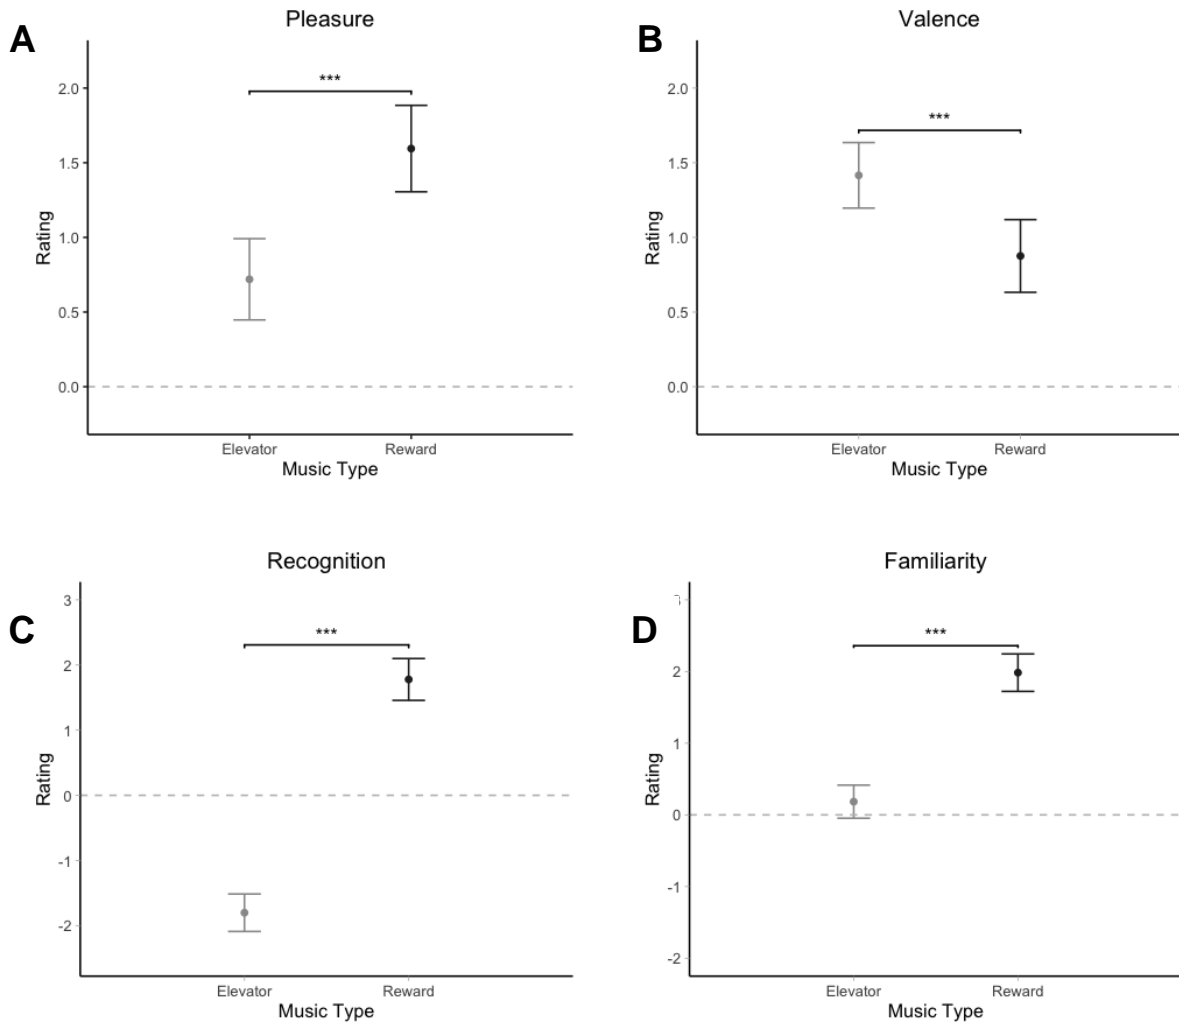 A
Pleasure
***
2.0
1.5
1.0
0.5
0.0
Rating
Elevator Reward
Music Type
B
Valence
***
2.0
1.5
1.0
0.5
0.0
Rating
Elevator Reward
Music Type
C
Recognition
***
3
2
1
0
-1
-2
Rating
Elevator Reward
Music Type
D
Familiarity
***
2
1
0
-1
-2
Rating
Elevator Reward
Music Type